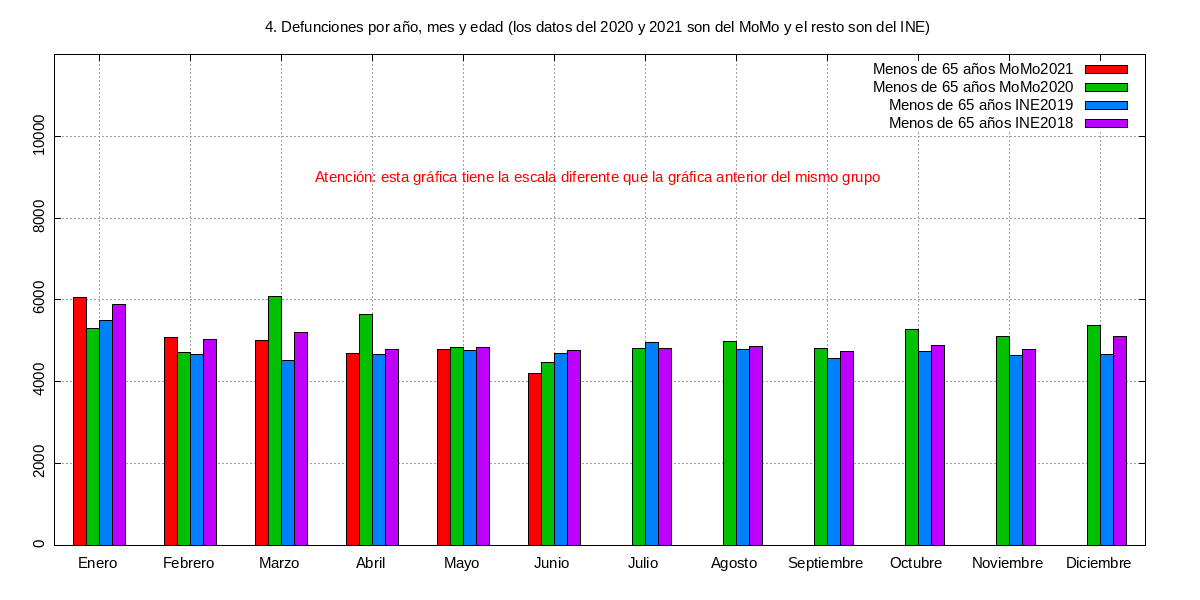 4. Defunciones por año, mes y edad (los datos del 2020 y 2021 son del MoMo y el resto son del INE)
Menos de 65 años MoMo2021
Menos de 65 años MoMo2020
Menos de 65 años INE2019
Menos de 65 años INE2018
Atención: esta gráfica tiene la escala diferente que la gráfica anterior del mismo grupo
10000
8000
6000
4000
2000
0
Enero Febrero Marzo Abril Mayo Junio Julio Agosto Septiembre Octubre Noviembre Diciembre